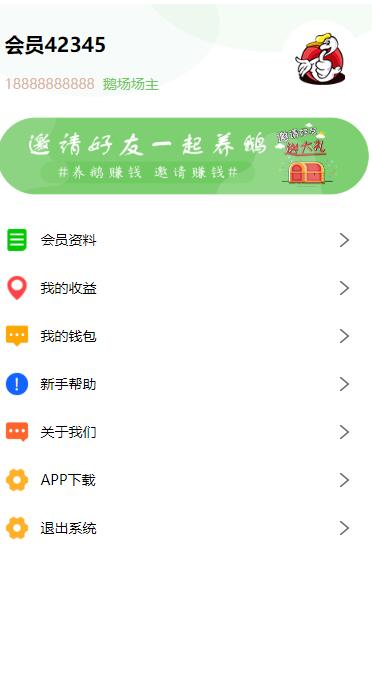 会员42345
18888888888 鹅场场主
邀请好友一起养鹅
邀请好友
送大礼
#养鹅赚钱 邀请赚钱#
会员资料
我的收益
我的钱包
新手帮助
关于我们
APP下载
退出系统